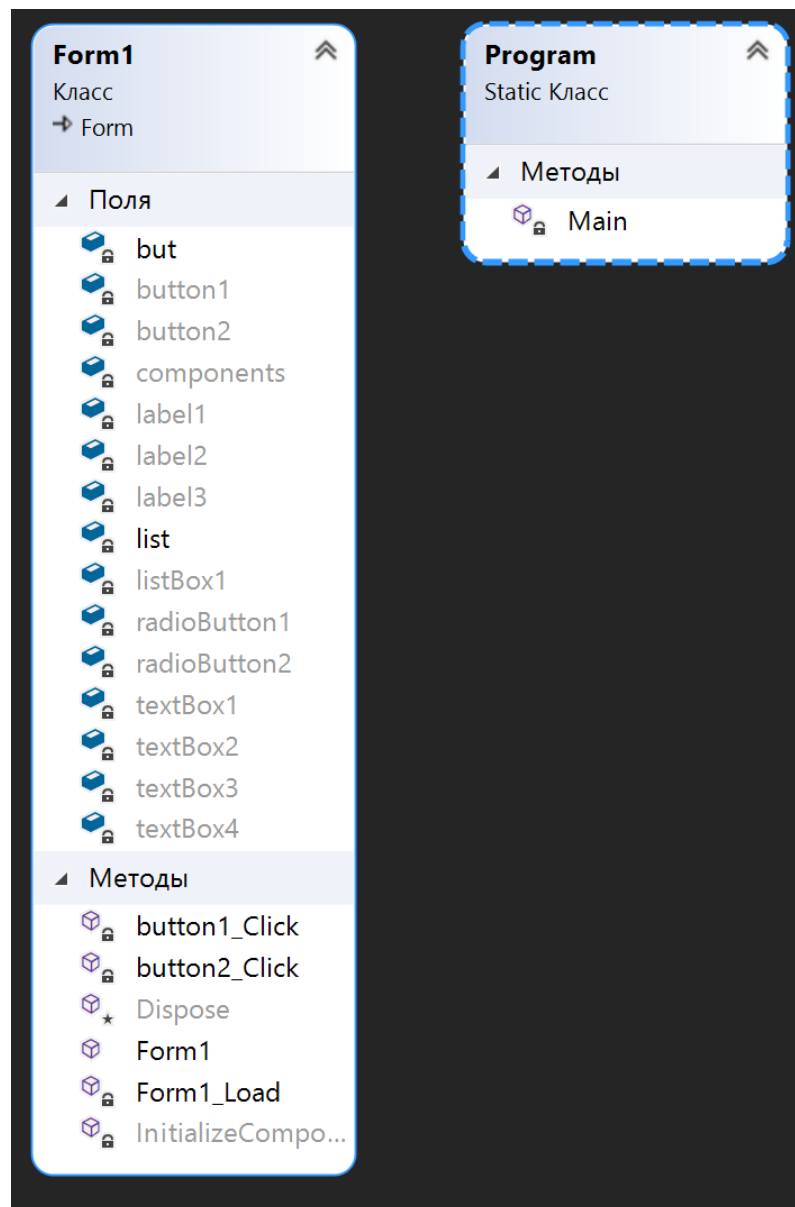 Form1
Класс
Form
Поля
but
button1
button2
components
label1
label2
label3
list
listBox1
radioButton1
radioButton2
textBox1
textBox2
textBox3
textBox4
Методы
button1_Click
button2_Click
Dispose
Form1
Form1_Load
InitializeCompo...
Program
Static Класс
Методы
Main